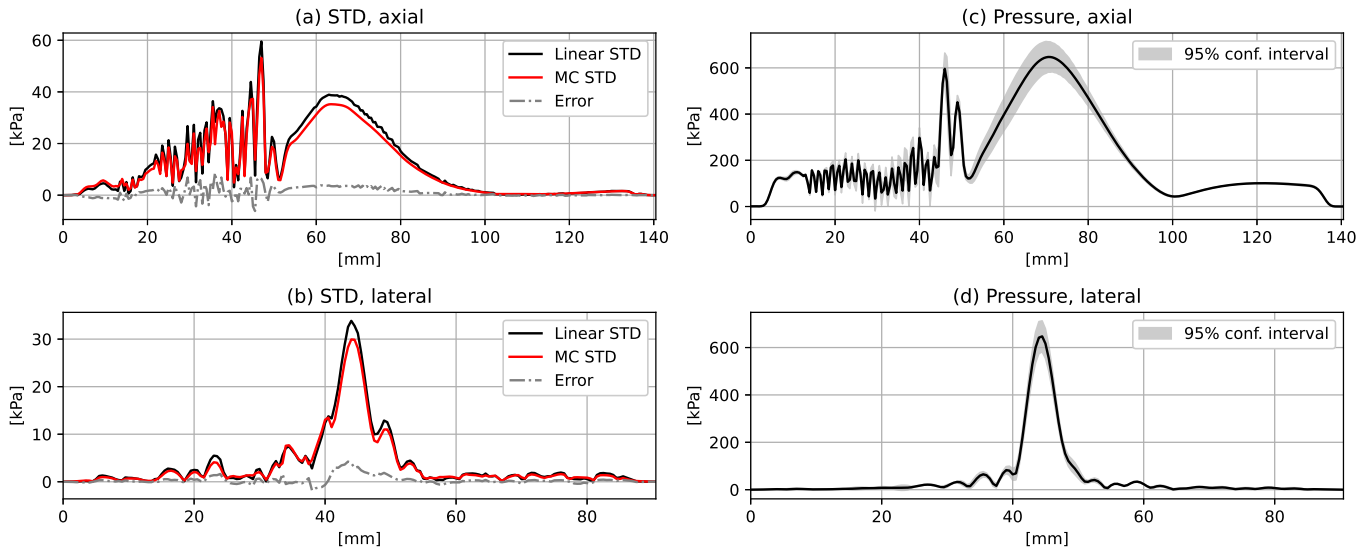 (a) STD, axial
[kPa]
60
40
20
0
Linear STD
MC STD
Error
0 20 40 60 80 100 120 140
[mm]
(c) Pressure, axial
[kPa]
600
400
200
0
95% conf. interval
0 20 40 60 80 100 120 140
[mm]
(b) STD, lateral
[kPa]
30
20
10
0
Linear STD
MC STD
Error
0 20 40 60 80
[mm]
(d) Pressure, lateral
[kPa]
600
400
200
0
95% conf. interval
0 20 40 60 80
[mm]